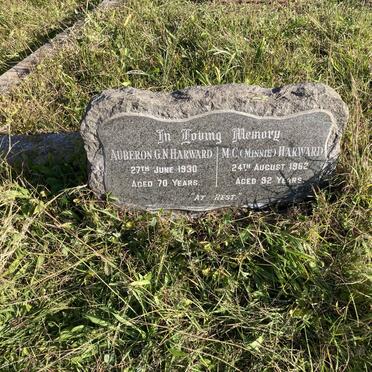 In Loving Memory
AUBERON G.N HARWARD M.C. (MINNIE) HARWARD
27TH JUNE 1930 24TH AUGUST 1962
AGED 70 YEARS. AGED 92 YEARS.
AT REST